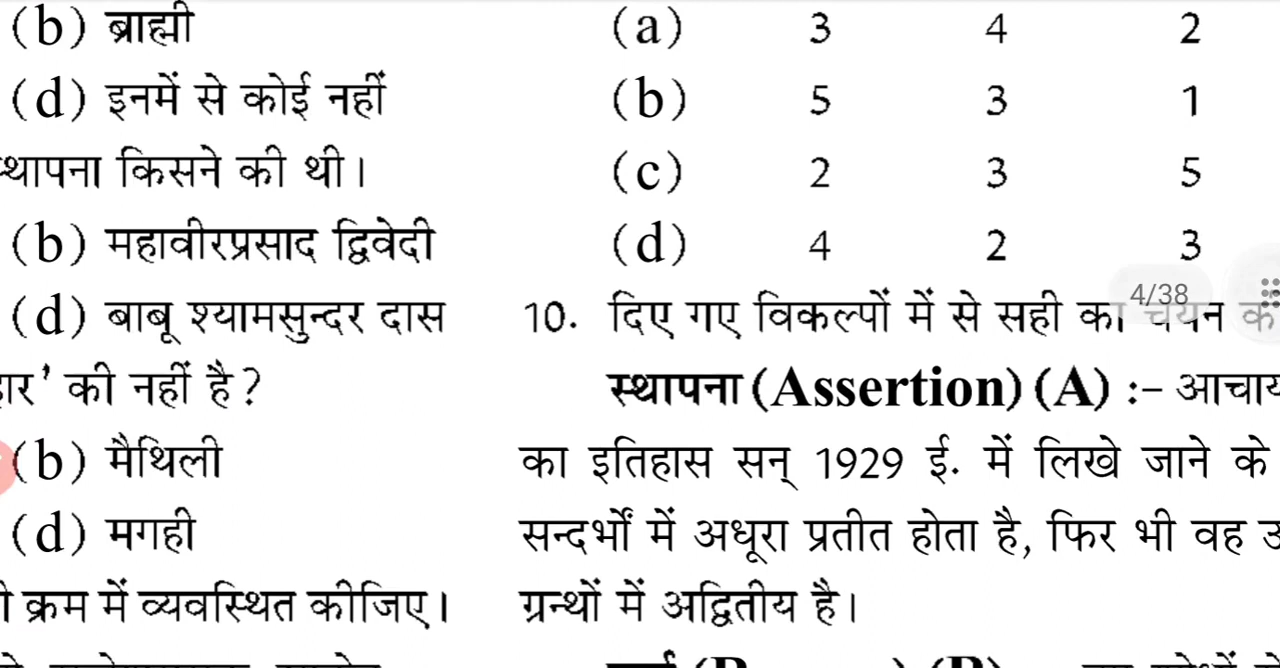 (b) ब्राह्मी
(d) इनमें से कोई नहीं
किसने की थी।
(b) महावीरप्रसाद द्विवेदी
(d) बाबू श्यामसुन्दर दास
की नहीं है?
(b) मैथिली
(d) मगही
क्रम में व्यवस्थित कीजिए।
(a) 3 4 2
(b) 5 3 1
(c) 2 3 5
(d) 4 2 3
4/38
10. दिए गए विकल्पों में से सही का चयन
स्थापना (Assertion) (A) :-
का इतिहास सन् 1929 ई. में लिखे जाने के
सन्दर्भों में अधूरा प्रतीत होता है, फिर भी वह
ग्रन्थों में अद्वितीय है।